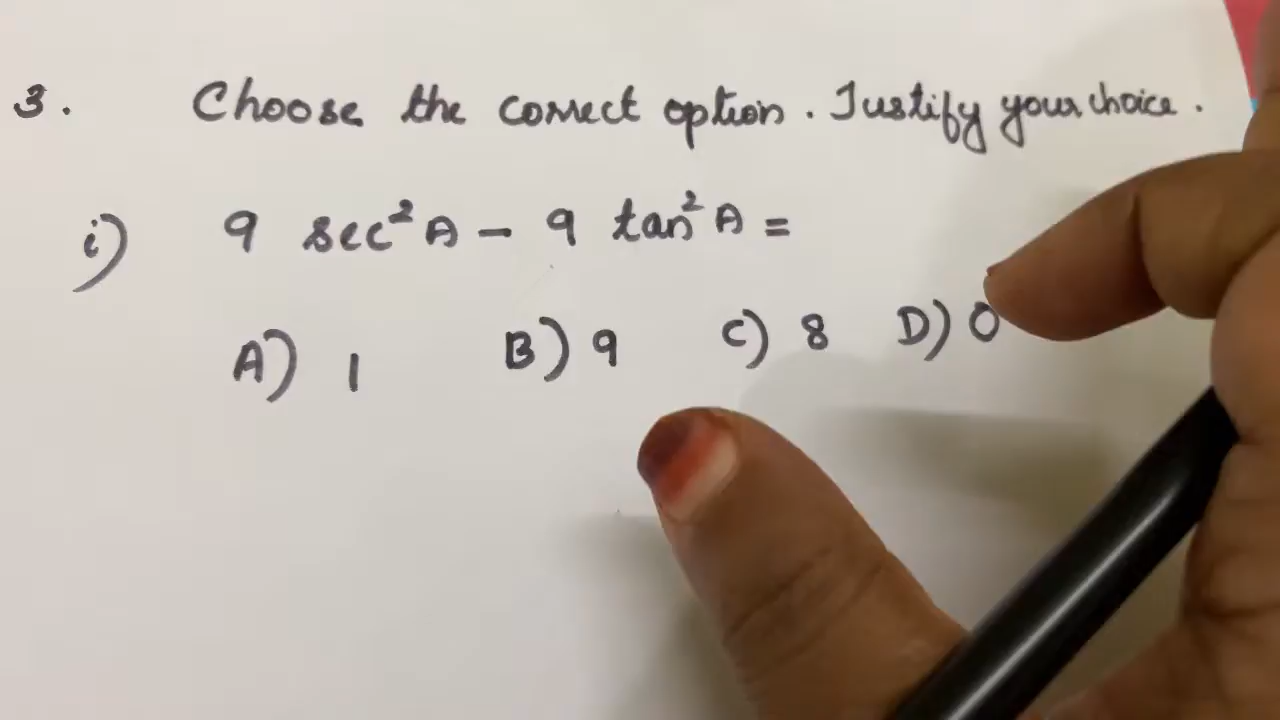 3. Choose the correct option. Justify your choice.
i) 9 sec²A - 9 tan²A =
A) 1 B) 9 C) 8 D) 0